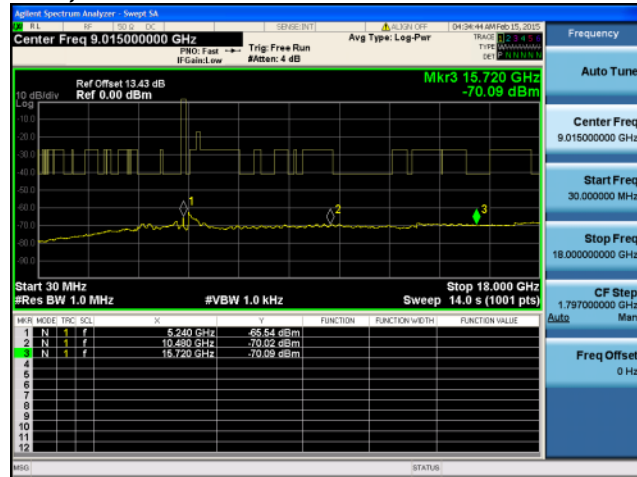 Agilent Spectrum Analyzer - Swept SA
RL RF 50 Ω DC SENSE:INT ALIGN OFF 04:34:44 AM Feb 15, 2015
Center Freq 9.015000000 GHz
PNO: Fast
IFGain:Low
Trig: Free Run
#Atten: 4 dB
Avg Type: Log-Pwr
TRACE 1 2 3 4 5 6
TYPE
DET P N N N N N
Mkr3 15.720 GHz
-70.09 dBm
Ref Offset 13.43 dB
10 dB/div Ref 0.00 dBm
Log
-10.0
-20.0
-30.0
-40.0
-50.0
-60.0
-70.0
-80.0
-90.0
1
2
3
Start 30 MHz Stop 18.000 GHz
#Res BW 1.0 MHz #VBW 1.0 kHz Sweep 14.0 s (1001 pts)
MKR MODE TRC SCL X Y FUNCTION FUNCTION WIDTH FUNCTION VALUE
1 N 1 f 5.240 GHz -65.54 dBm
2 N 1 f 10.480 GHz -70.02 dBm
3 N 1 f 15.720 GHz -70.09 dBm
4
5
6
7
8
9
10
11
12
MSG STATUS
Frequency
Auto Tune
Center Freq
9.015000000 GHz
Start Freq
30.000000 MHz
Stop Freq
18.000000000 GHz
CF Step
1.797000000 GHz
Auto Man
Freq Offset
0 Hz